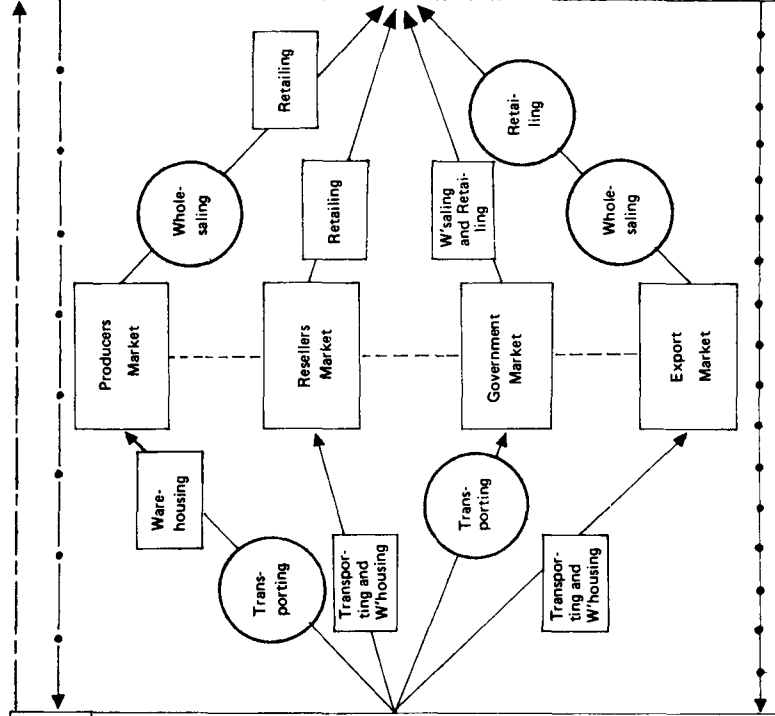 Retailing
Whole-
saling
Producers
Market
Ware-
housing
Trans-
porting
Retailing
Resellers
Market
Transpor-
ting and
W'housing
W'saling
and Retai-
ling
Government
Market
Trans-
porting
Retai-
ling
Whole-
saling
Export
Market
Transpor-
ting and
W'housing